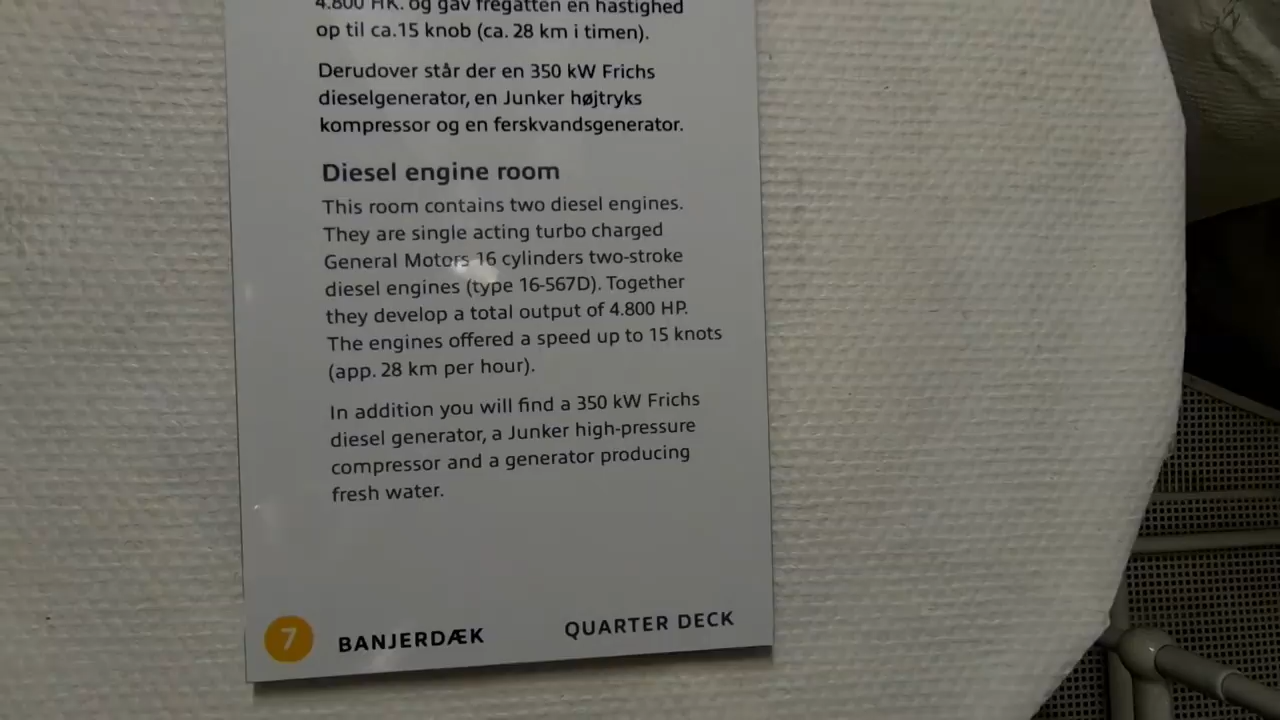 4.800 HK. og gav fregatten en hastighed
op til ca.15 knob (ca. 28 km i timen).
Derudover står der en 350 kW Frichs
dieselgenerator, en Junker højtryks
kompressor og en ferskvandsgenerator.
Diesel engine room
This room contains two diesel engines.
They are single acting turbo charged
General Motors 16 cylinders two-stroke
diesel engines (type 16-567D). Together
they develop a total output of 4.800 HP.
The engines offered a speed up to 15 knots
(app. 28 km per hour).
In addition you will find a 350 kW Frichs
diesel generator, a Junker high-pressure
compressor and a generator producing
fresh water.
7 BANJERDÆK QUARTER DECK